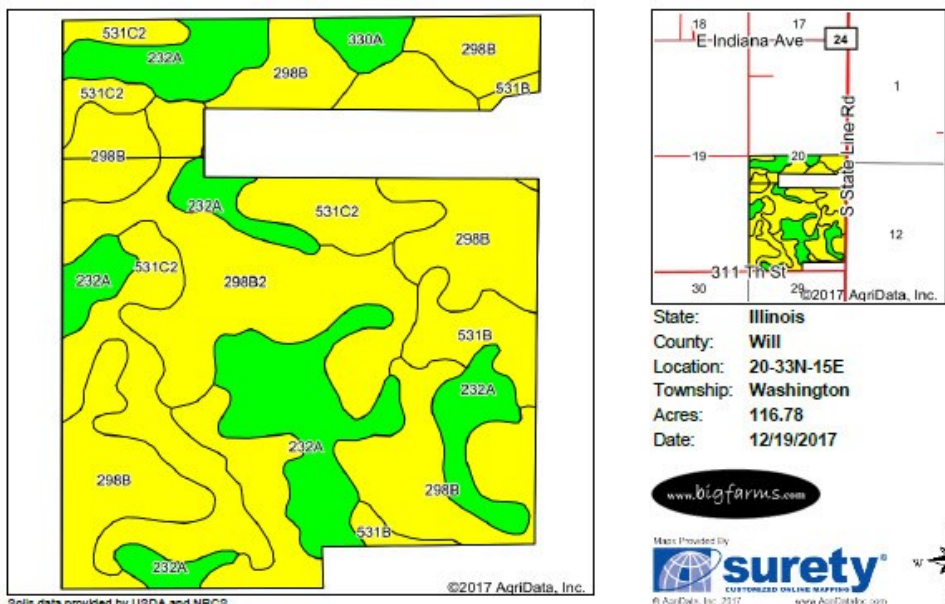 531C2
232A
330A
298B
298B
531C2
531B
298B
232A
531C2
298B
232A
531C2
298B2
531B
232A
232A
298B
298B
531B
232A
©2017 AgriData, Inc.
Soils data provided by USDA and NRCS.
18
17
E Indiana Ave
24
1
S State Line Rd
19
20
12
311 Th St
30
29
©2017 AgriData, Inc.
State: Illinois
County: Will
Location: 20-33N-15E
Township: Washington
Acres: 116.78
Date: 12/19/2017
www.bigfarms.com
Maps Provided By
surety®
CUSTOMIZED ONLINE MAPPING
© AgriData, Inc. 2017 www.AgriDataInc.com
W